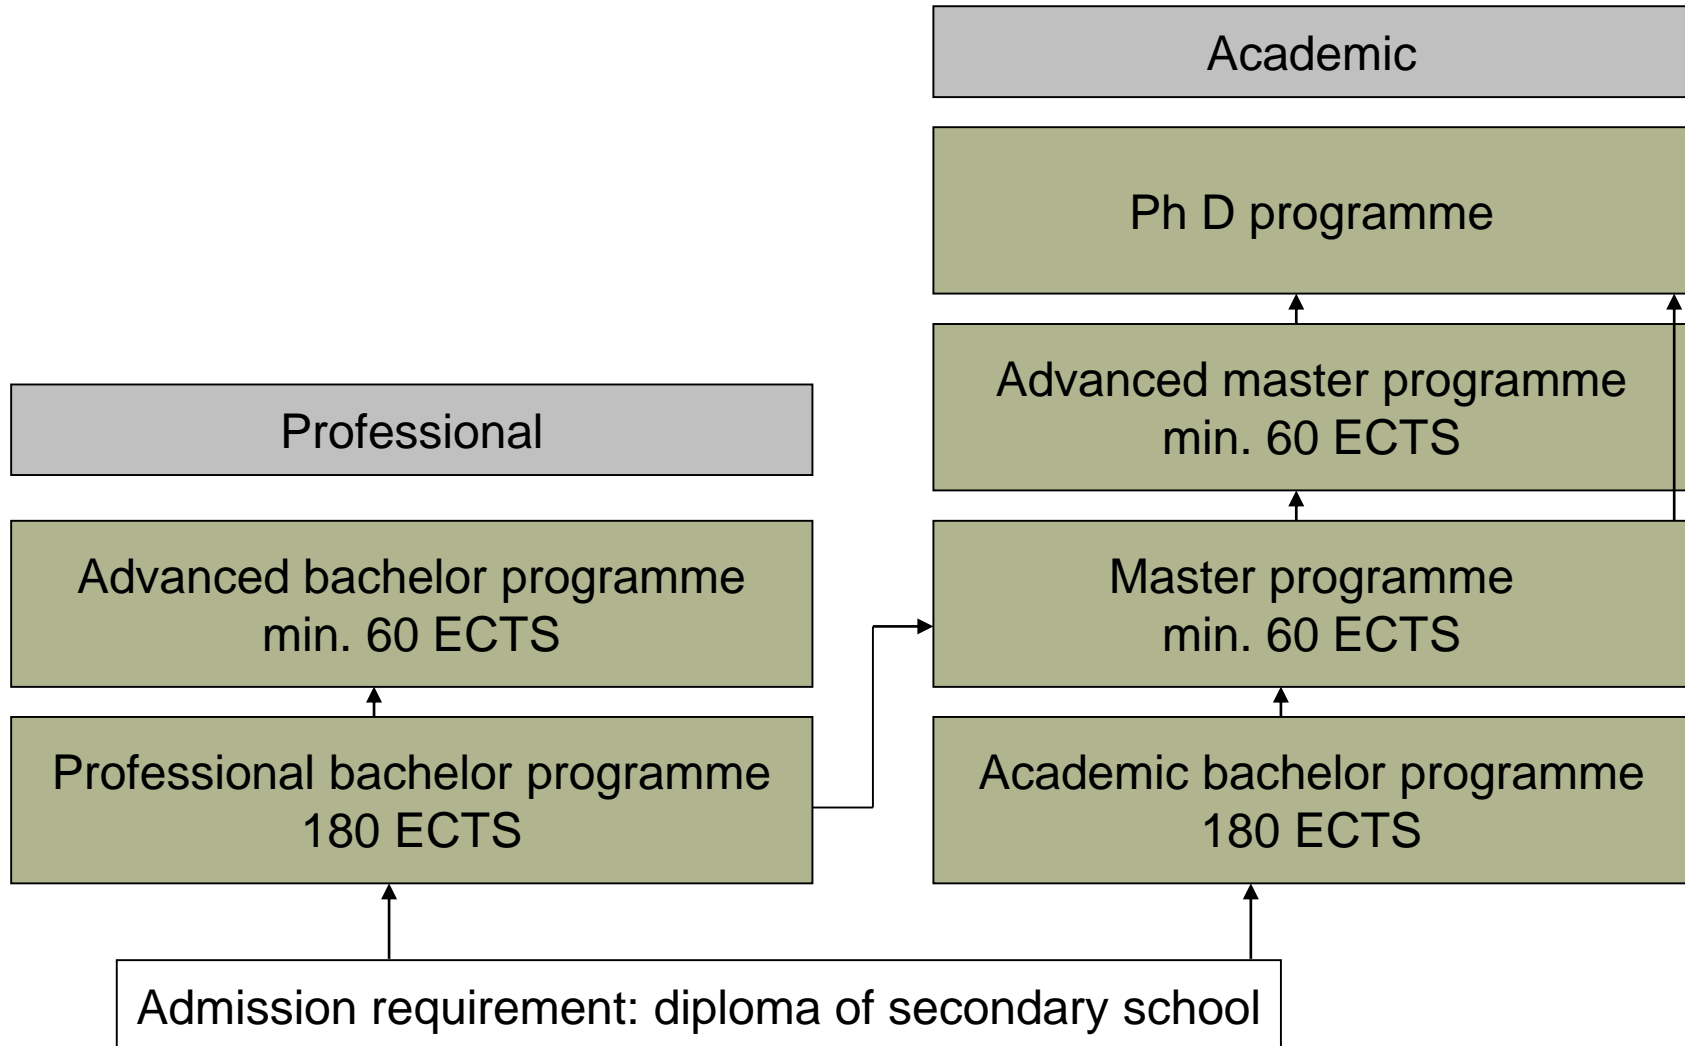 Academic
Ph D programme
Advanced master programme
min. 60 ECTS
Professional
Advanced bachelor programme
min. 60 ECTS
Master programme
min. 60 ECTS
Professional bachelor programme
180 ECTS
Academic bachelor programme
180 ECTS
Admission requirement: diploma of secondary school